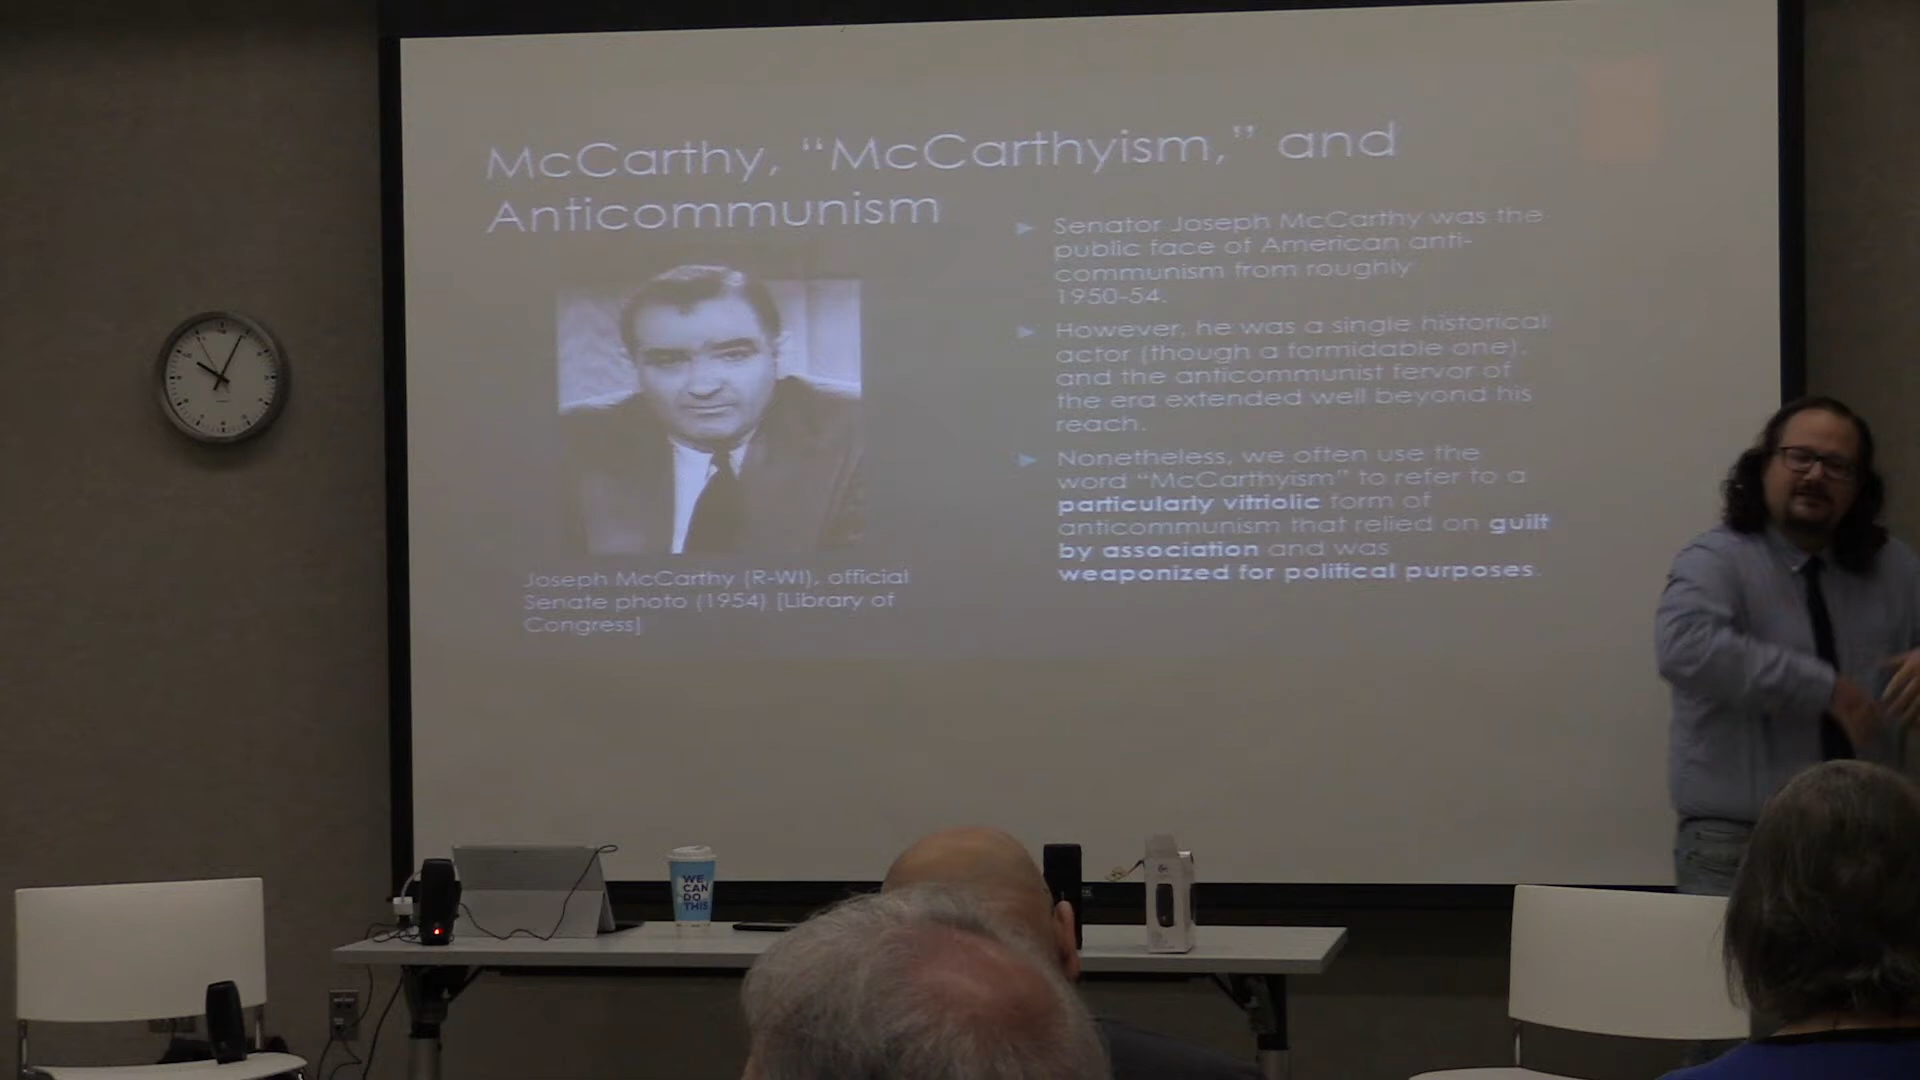 McCarthy, “McCarthyism,” and
Anticommunism
Senator Joseph McCarthy was the
public face of American anti-
communism from roughly
1950-54.
However, he was a single historical
actor (though a formidable one),
and the anticommunist fervor of
the era extended well beyond his
reach.
Nonetheless, we often use the
word “McCarthyism” to refer to a
particularly vitriolic form of
anticommunism that relied on guilt
by association and was
weaponized for political purposes.
Joseph McCarthy (R-WI), official
Senate photo (1954) [Library of
Congress]
WE
CAN
DO
THIS